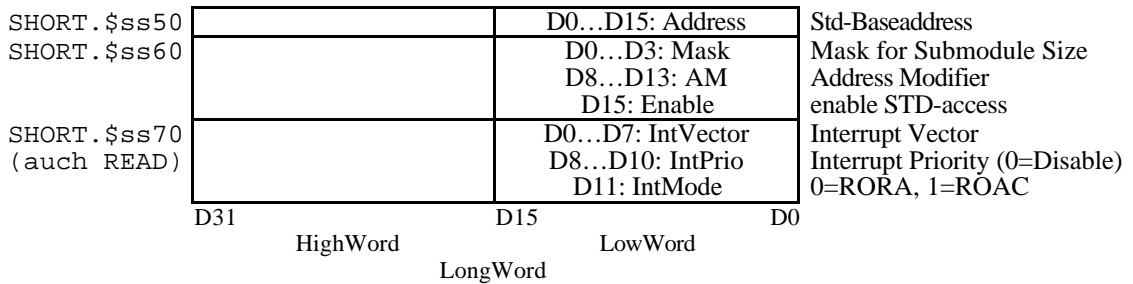 SHORT.$ss50 D0…D15: Address Std-Baseaddress
SHORT.$ss60 D0…D3: Mask Mask for Submodule Size
D8…D13: AM Address Modifier
D15: Enable enable STD-access
SHORT.$ss70 D0…D7: IntVector Interrupt Vector
(auch READ) D8…D10: IntPrio Interrupt Priority (0=Disable)
D11: IntMode 0=RORA, 1=ROAC
D31 D15 D0
HighWord LowWord
LongWord